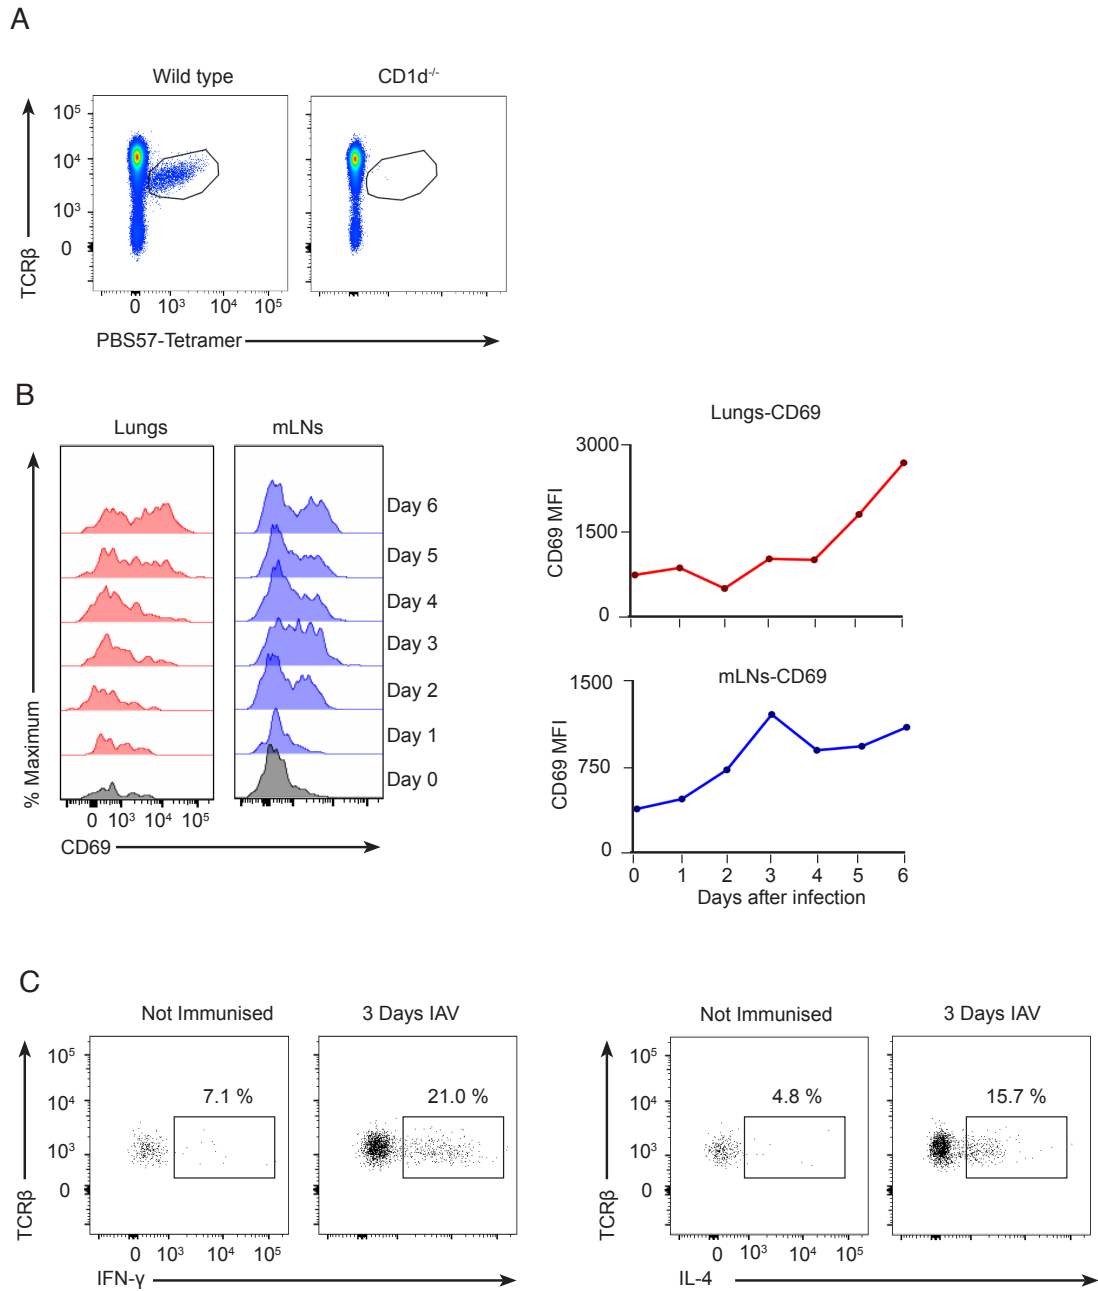 A
Wild type
CD1d-/-
TCRβ
10⁵
10⁴
10³
0
0 10³ 10⁴ 10⁵
PBS57-Tetramer
B
Lungs
mLNs
% Maximum
Day 6
Day 5
Day 4
Day 3
Day 2
Day 1
Day 0
0 10³ 10⁴ 10⁵
CD69
Lungs-CD69
CD69 MFI
3000
1500
0
mLNs-CD69
CD69 MFI
1500
750
0
0 1 2 3 4 5 6
Days after infection
C
Not Immunised
3 Days IAV
TCRβ
10⁵
10⁴
10³
0
7.1 %
21.0 %
0 10³ 10⁴ 10⁵
IFN-γ
Not Immunised
3 Days IAV
TCRβ
10⁵
10⁴
10³
0
4.8 %
15.7 %
0 10³ 10⁴ 10⁵
IL-4